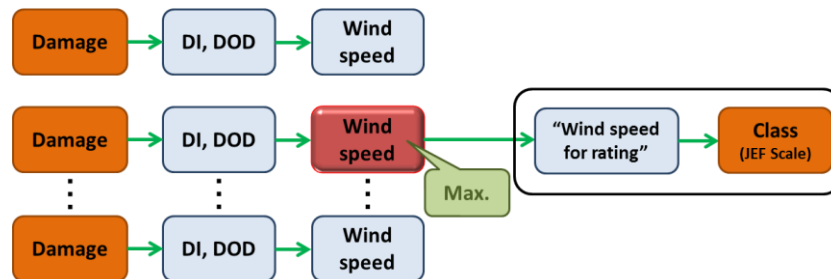 Damage
DI, DOD
Wind
speed
Damage
DI, DOD
Wind
speed
Max.
“Wind speed
for rating”
Class
(JEF Scale)
Damage
DI, DOD
Wind
speed